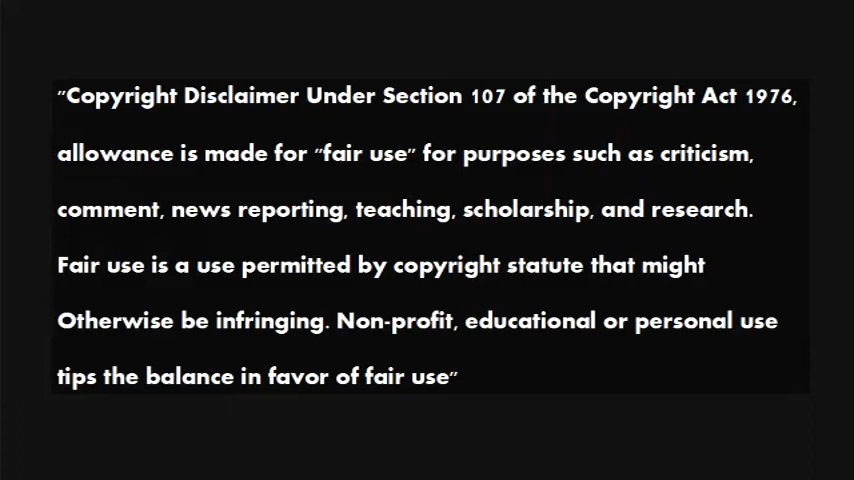 "Copyright Disclaimer Under Section 107 of the Copyright Act 1976,
allowance is made for "fair use" for purposes such as criticism,
comment, news reporting, teaching, scholarship, and research.
Fair use is a use permitted by copyright statute that might
Otherwise be infringing. Non-profit, educational or personal use
tips the balance in favor of fair use"